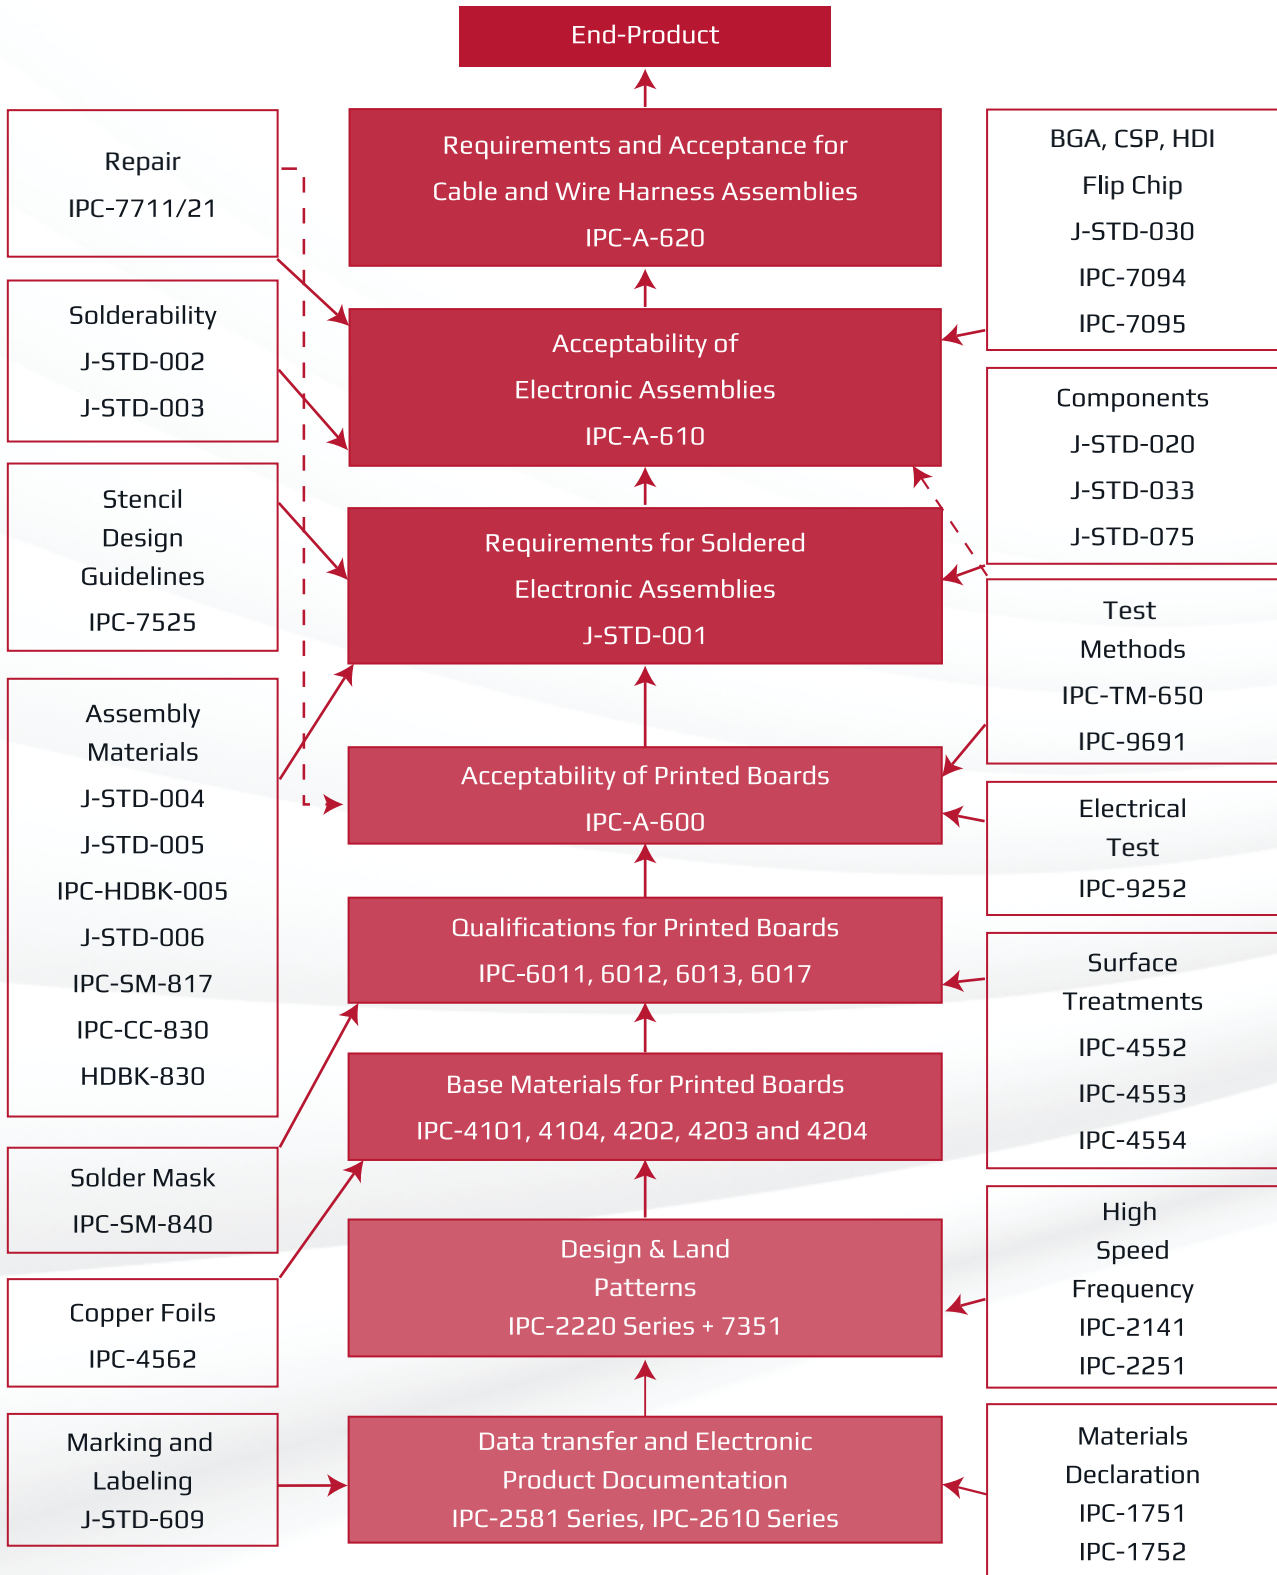 End-Product
Requirements and Acceptance for
Cable and Wire Harness Assemblies
IPC-A-620
Acceptability of
Electronic Assemblies
IPC-A-610
Requirements for Soldered
Electronic Assemblies
J-STD-001
Acceptability of Printed Boards
IPC-A-600
Qualifications for Printed Boards
IPC-6011, 6012, 6013, 6017
Base Materials for Printed Boards
IPC-4101, 4104, 4202, 4203 and 4204
Design & Land
Patterns
IPC-2220 Series + 7351
Data transfer and Electronic
Product Documentation
IPC-2581 Series, IPC-2610 Series
Repair
IPC-7711/21
Solderability
J-STD-002
J-STD-003
Stencil
Design
Guidelines
IPC-7525
Assembly
Materials
J-STD-004
J-STD-005
IPC-HDBK-005
J-STD-006
IPC-SM-817
IPC-CC-830
HDBK-830
Solder Mask
IPC-SM-840
Copper Foils
IPC-4562
Marking and
Labeling
J-STD-609
BGA, CSP, HDI
Flip Chip
J-STD-030
IPC-7094
IPC-7095
Components
J-STD-020
J-STD-033
J-STD-075
Test
Methods
IPC-TM-650
IPC-9691
Electrical
Test
IPC-9252
Surface
Treatments
IPC-4552
IPC-4553
IPC-4554
High
Speed
Frequency
IPC-2141
IPC-2251
Materials
Declaration
IPC-1751
IPC-1752